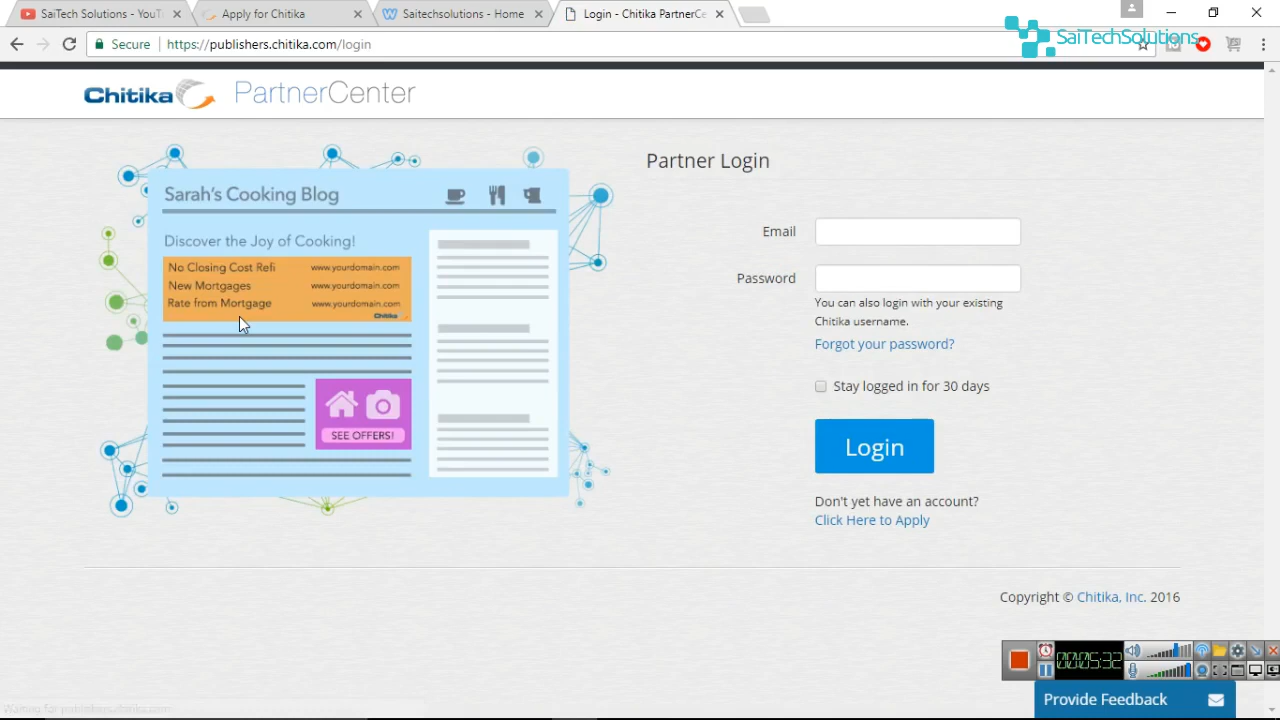 SaiTech Solutions - YouT
Apply for Chitika
Saitechsolutions - Home
Login - Chitika PartnerCe
Secure
https://publishers.chitika.com/login
SaiTechSolutions
Chitika
PartnerCenter
Sarah's Cooking Blog
Discover the Joy of Cooking!
No Closing Cost Refi www.yourdomain.com
New Mortgages www.yourdomain.com
Rate from Mortgage www.yourdomain.com
Chitika
SEE OFFERS!
Partner Login
Email
Password
You can also login with your existing
Chitika username.
Forgot your password?
Stay logged in for 30 days
Login
Don't yet have an account?
Click Here to Apply
Copyright © Chitika, Inc. 2016
00:05:32
Provide Feedback